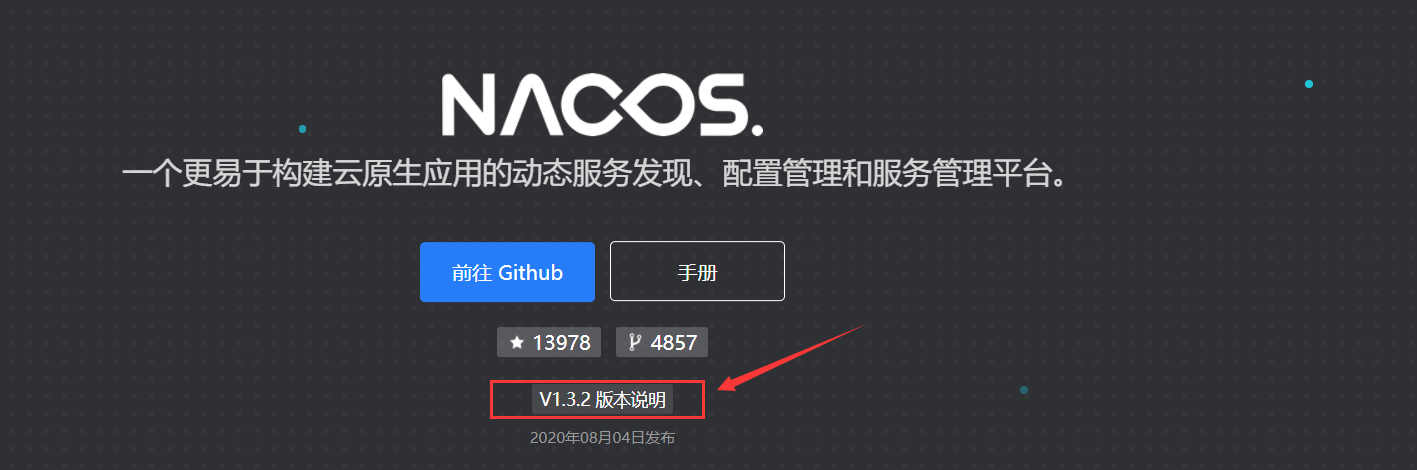 NACOS.
一个更易于构建云原生应用的动态服务发现、配置管理和服务管理平台。
前往 Github 手册
13978 4857
V1.3.2 版本说明
2020年08月04日发布